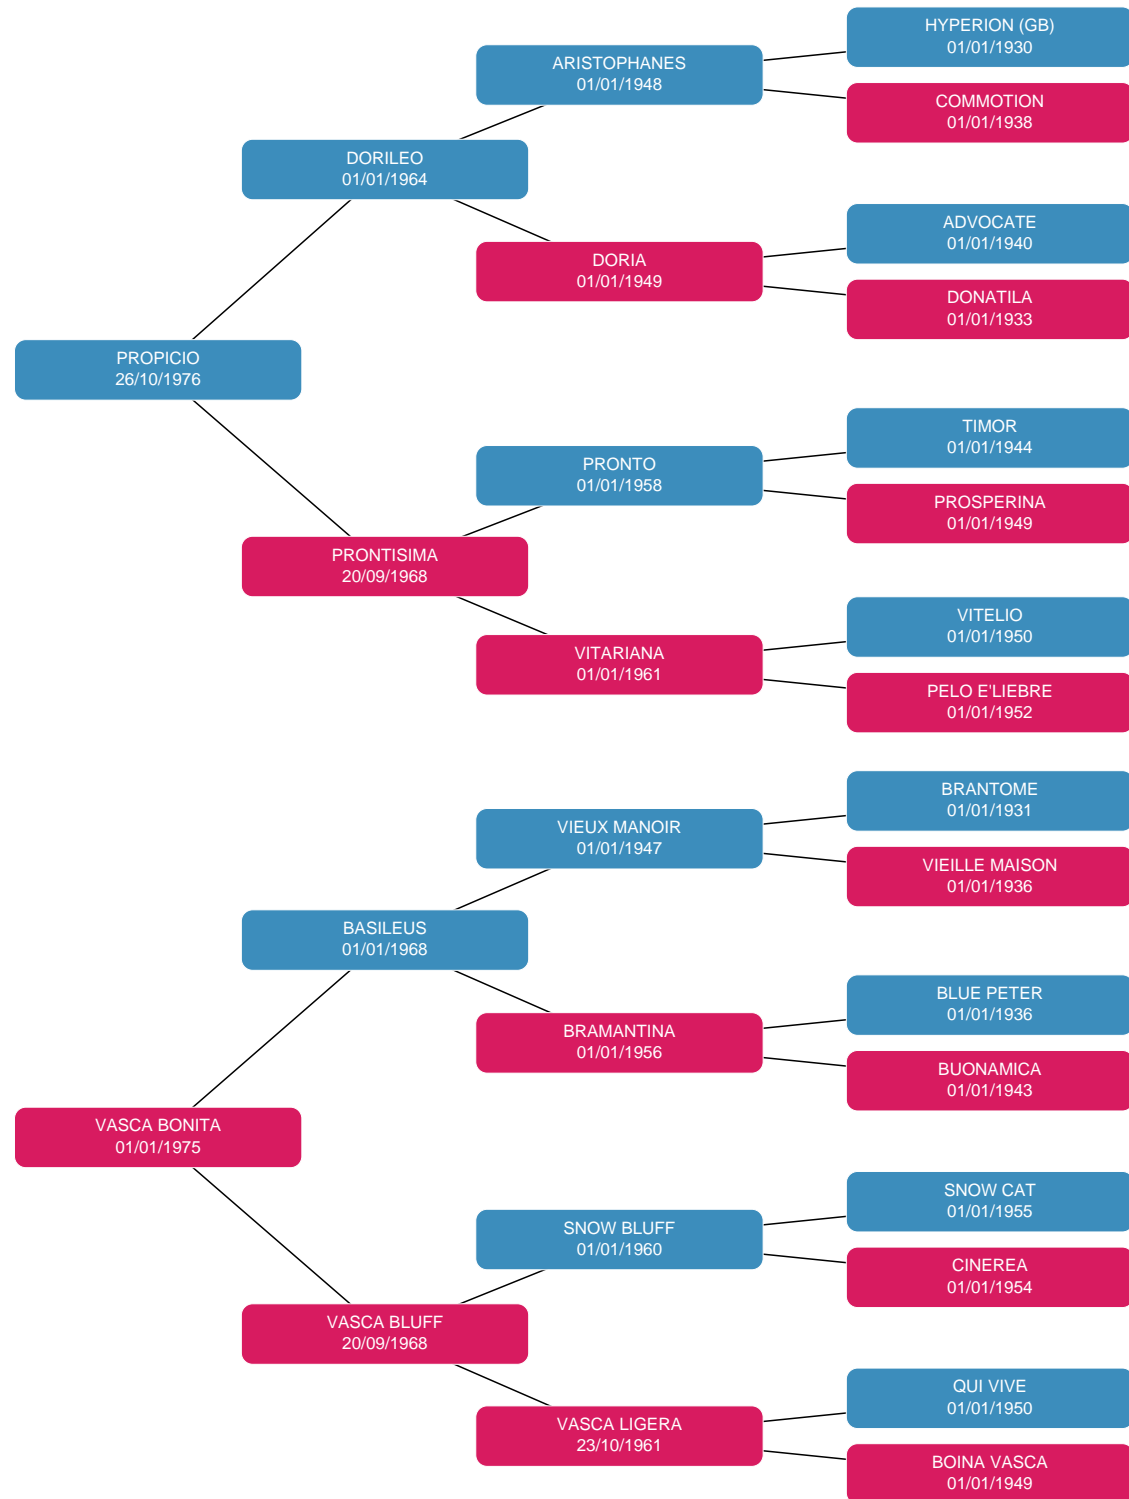 HYPERION (GB)
01/01/1930
ARISTOPHANES
01/01/1948
COMMOTION
01/01/1938
DORILEO
01/01/1964
ADVOCATE
01/01/1940
DORIA
01/01/1949
DONATILA
01/01/1933
PROPICIO
26/10/1976
TIMOR
01/01/1944
PRONTO
01/01/1958
PROSPERINA
01/01/1949
PRONTISIMA
20/09/1968
VITELIO
01/01/1950
VITARIANA
01/01/1961
PELO E'LIEBRE
01/01/1952
BRANTOME
01/01/1931
VIEUX MANOIR
01/01/1947
VIEILLE MAISON
01/01/1936
BASILEUS
01/01/1968
BLUE PETER
01/01/1936
BRAMANTINA
01/01/1956
BUONAMICA
01/01/1943
VASCA BONITA
01/01/1975
SNOW CAT
01/01/1955
SNOW BLUFF
01/01/1960
CINEREA
01/01/1954
VASCA BLUFF
20/09/1968
QUI VIVE
01/01/1950
VASCA LIGERA
23/10/1961
BOINA VASCA
01/01/1949